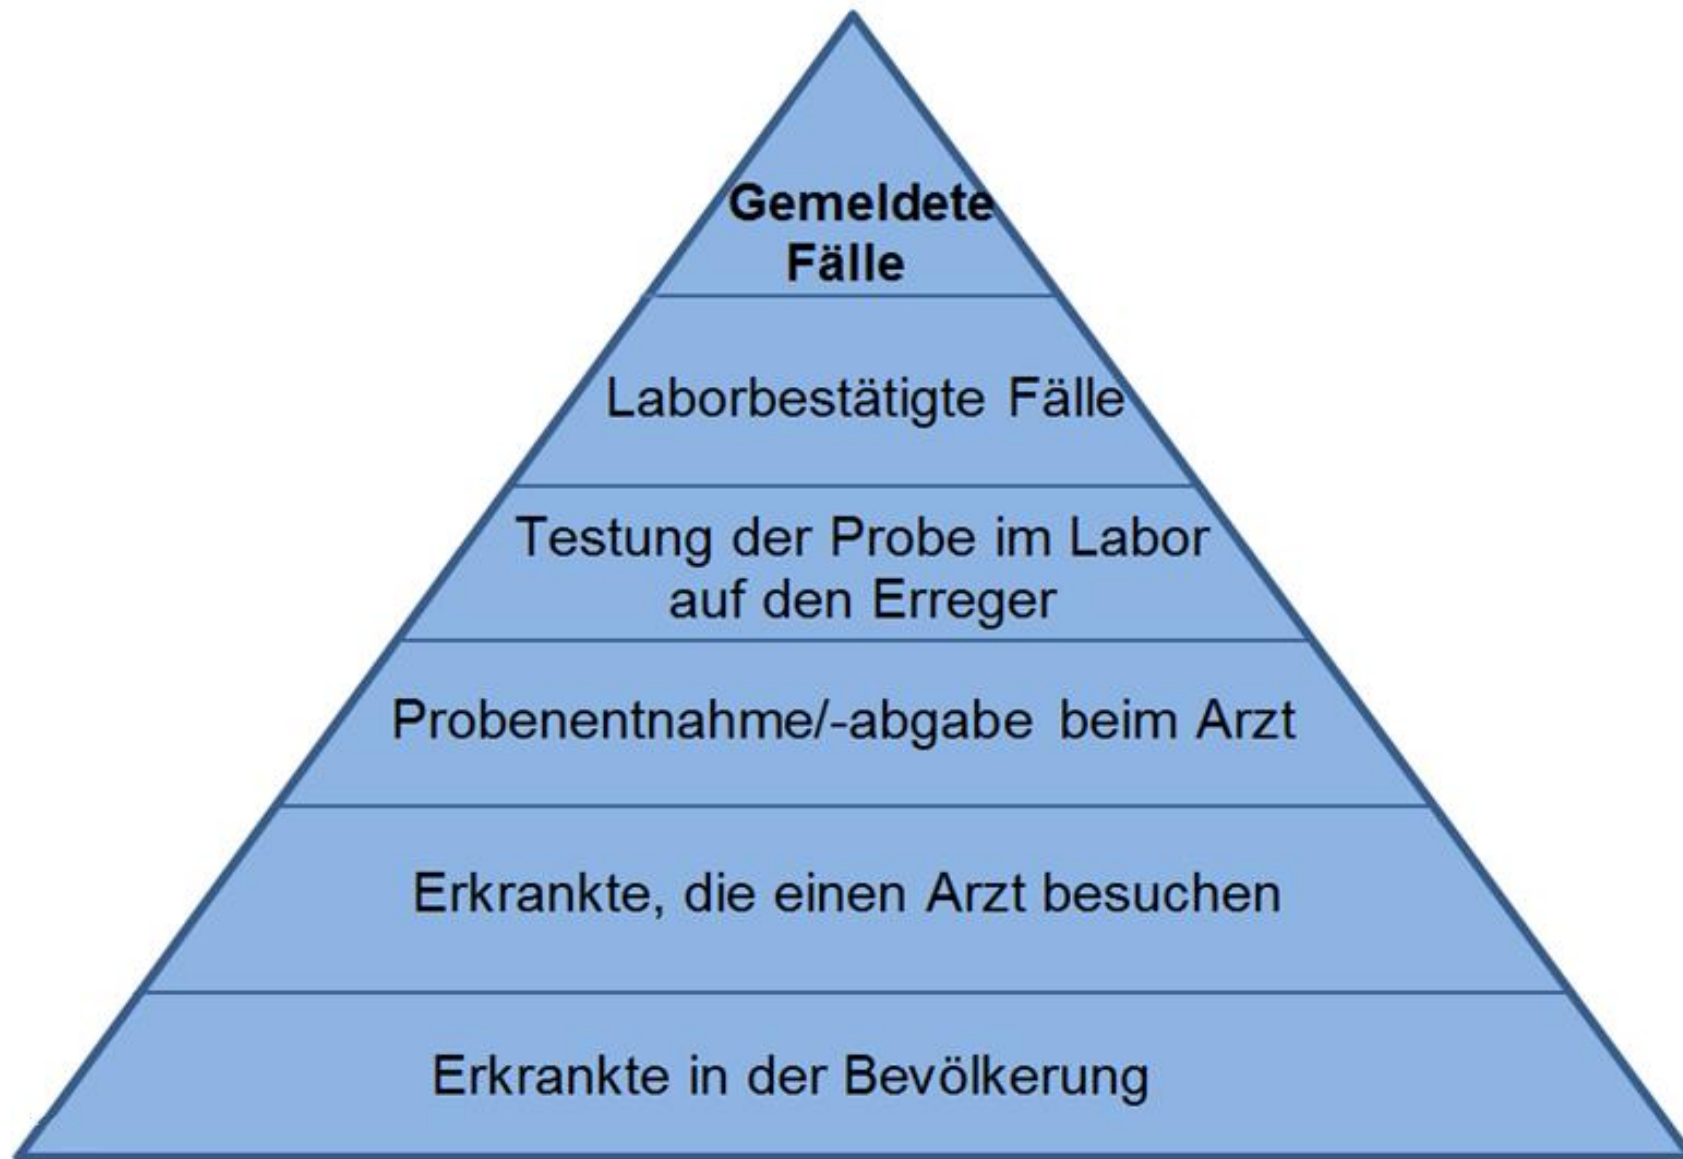 Gemeldete
Fälle
Laborbestätigte Fälle
Testung der Probe im Labor
auf den Erreger
Probenentnahme/-abgabe beim Arzt
Erkrankte, die einen Arzt besuchen
Erkrankte in der Bevölkerung